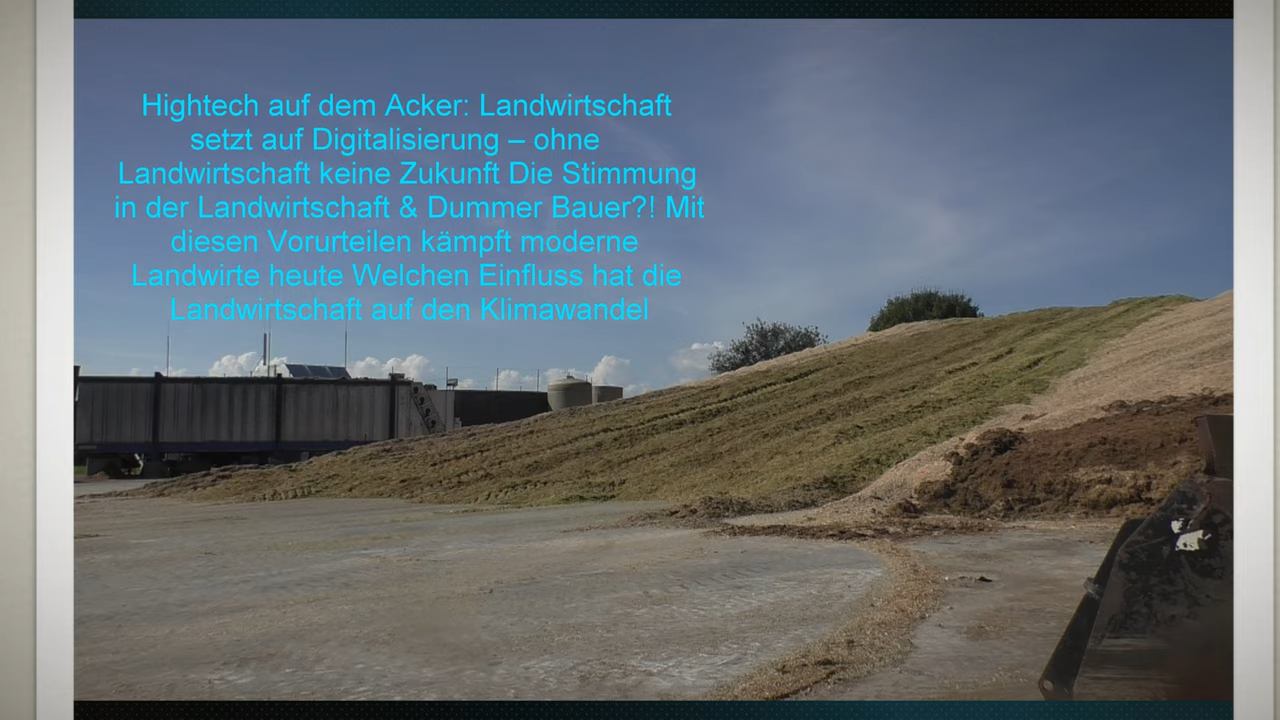 Hightech auf dem Acker: Landwirtschaft
setzt auf Digitalisierung – ohne
Landwirtschaft keine Zukunft Die Stimmung
in der Landwirtschaft & Dummer Bauer?! Mit
diesen Vorurteilen kämpft moderne
Landwirte heute Welchen Einfluss hat die
Landwirtschaft auf den Klimawandel